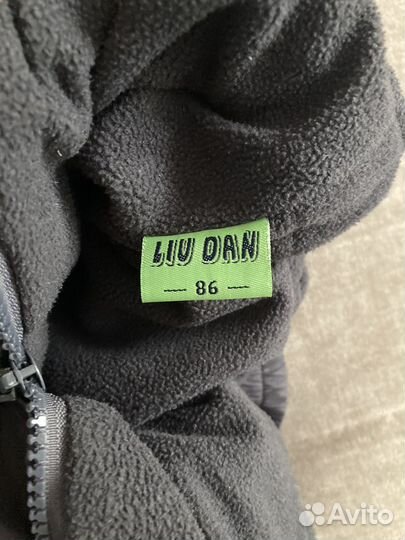 LIU DAN
— 86 —
Avito